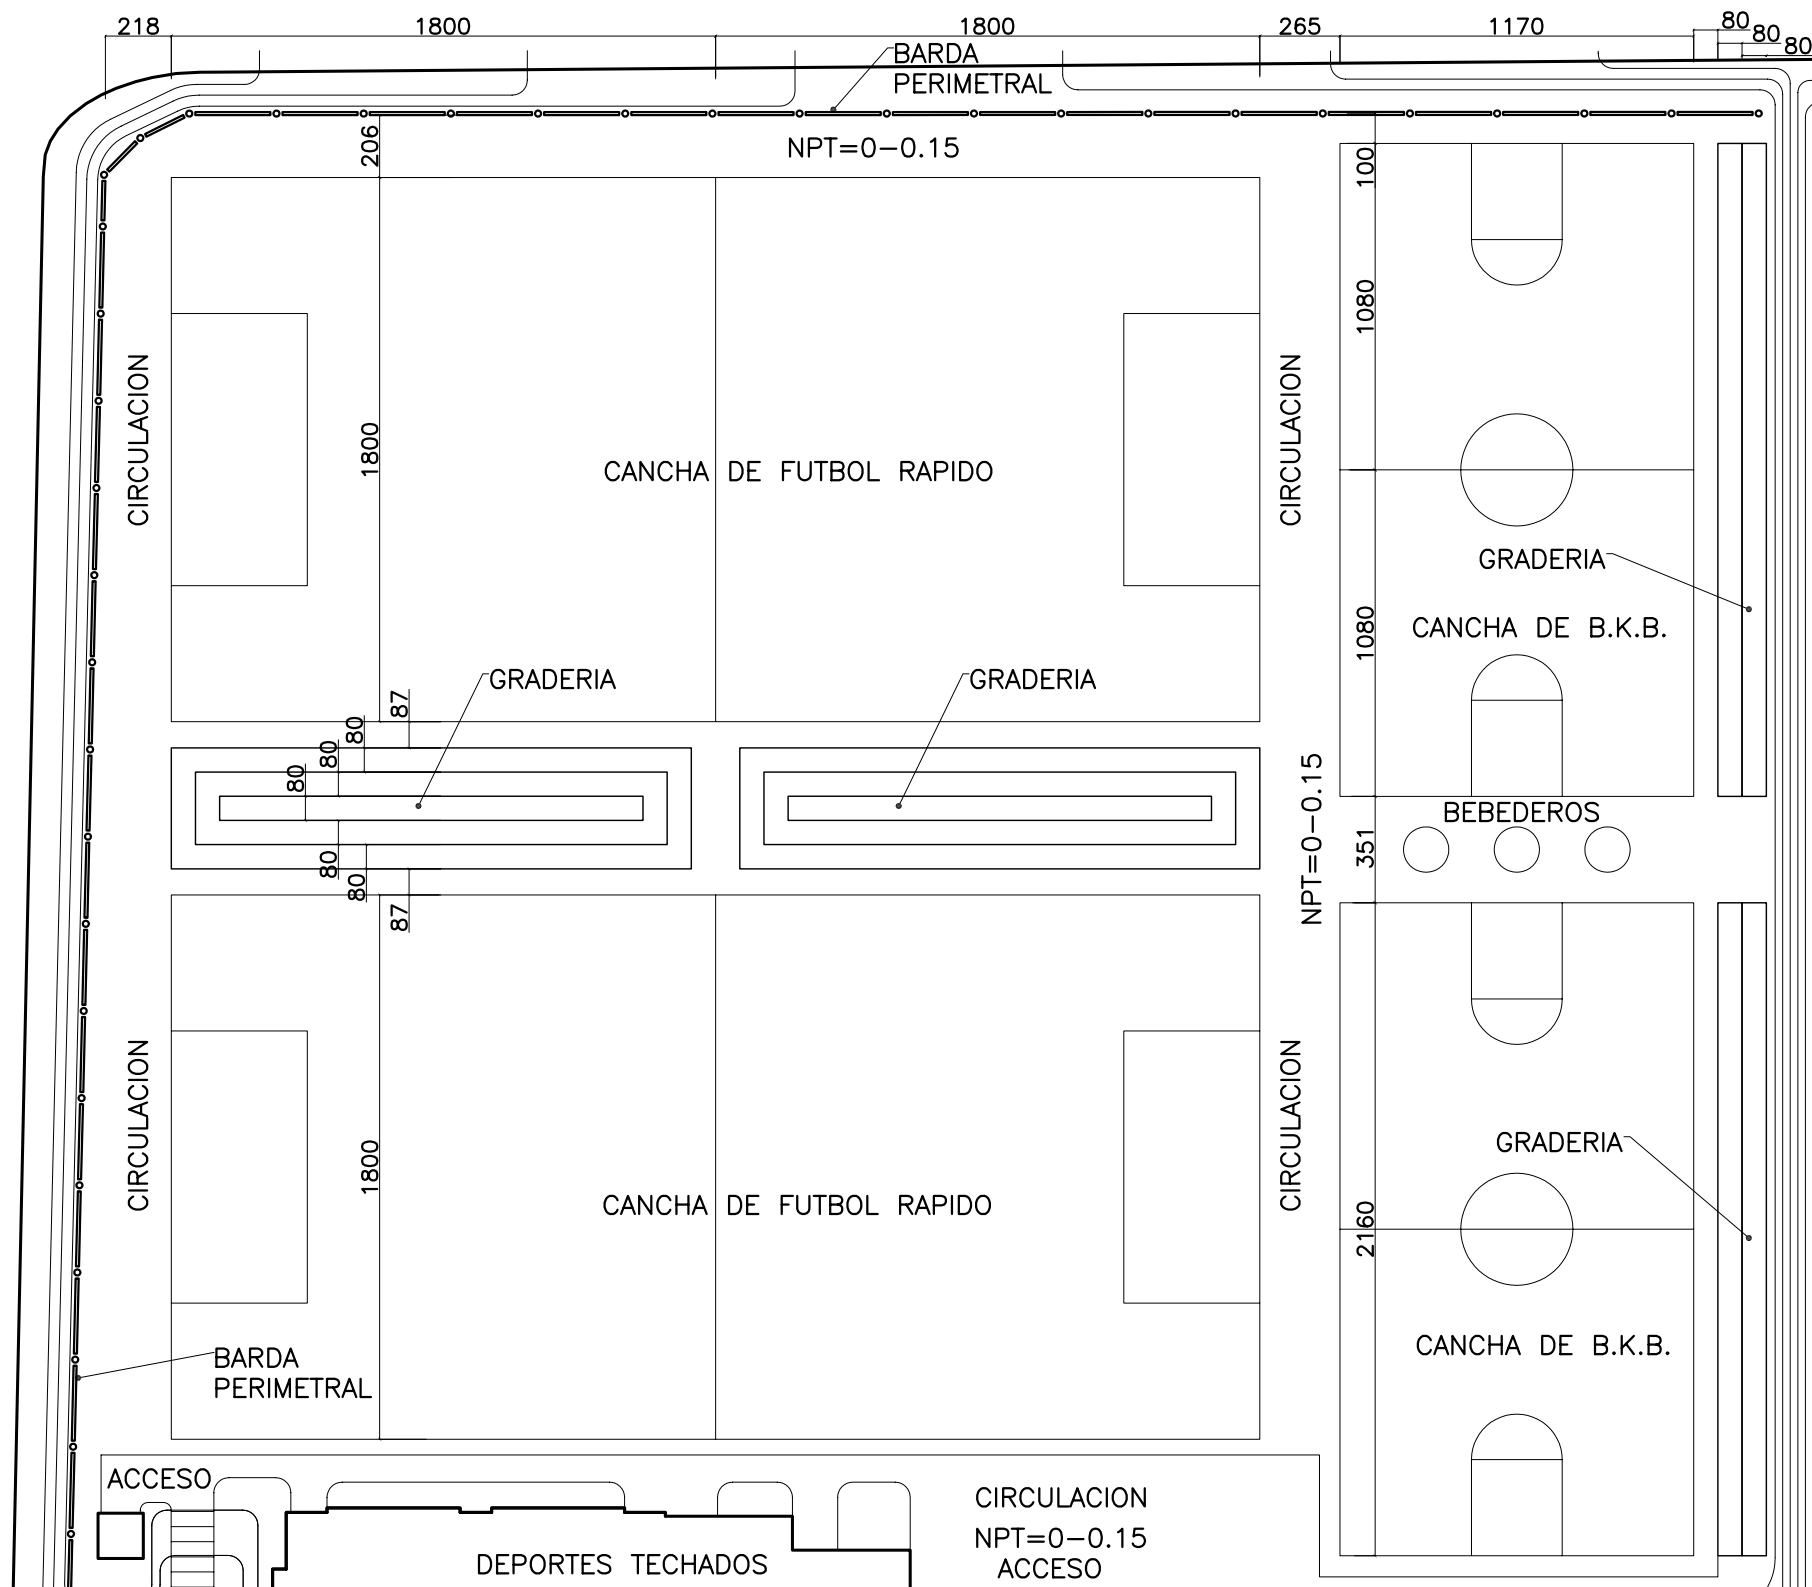 218
1800
1800
265
1170
80
80
80
BARDA
PERIMETRAL
206
NPT=0-0.15
100
1080
CIRCULACION
CIRCULACION
1800
CANCHA DE FUTBOL RAPIDO
GRADERIA
CANCHA DE B.K.B.
1080
GRADERIA
GRADERIA
87
80
80
80
NPT=0-0.15
BEBEDEROS
351
80
80
87
CIRCULACION
CIRCULACION
1800
CANCHA DE FUTBOL RAPIDO
GRADERIA
2160
BARDA
PERIMETRAL
CANCHA DE B.K.B.
ACCESO
CIRCULACION
NPT=0-0.15
ACCESO
DEPORTES TECHADOS